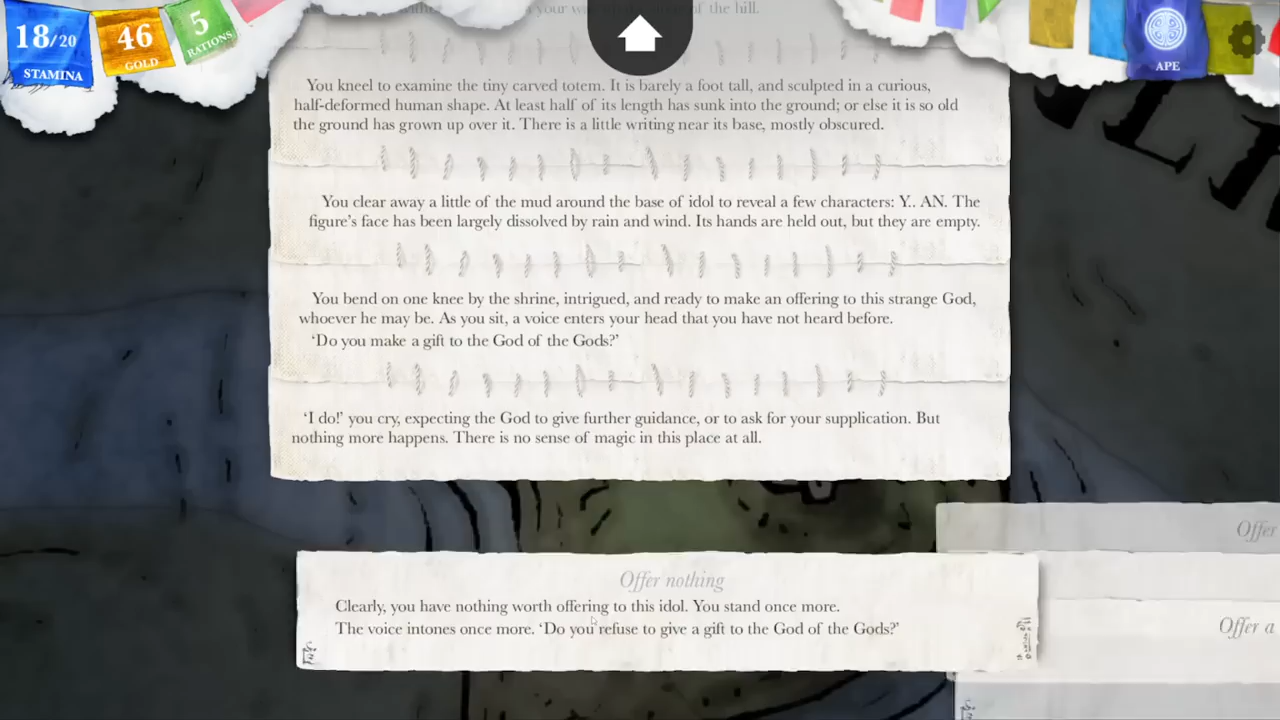 18/20
STAMINA
46
GOLD
5
RATIONS
APE
your w
of the hill.
You kneel to examine the tiny carved totem. It is barely a foot tall, and sculpted in a curious,
half-deformed human shape. At least half of its length has sunk into the ground; or else it is so old
the ground has grown up over it. There is a little writing near its base, mostly obscured.
You clear away a little of the mud around the base of idol to reveal a few characters: Y.. AN. The
figure's face has been largely dissolved by rain and wind. Its hands are held out, but they are empty.
You bend on one knee by the shrine, intrigued, and ready to make an offering to this strange God,
whoever he may be. As you sit, a voice enters your head that you have not heard before.
‘Do you make a gift to the God of the Gods?’
‘I do!’ you cry, expecting the God to give further guidance, or to ask for your supplication. But
nothing more happens. There is no sense of magic in this place at all.
Offer
Offer nothing
Clearly, you have nothing worth offering to this idol. You stand once more.
The voice intones once more. ‘Do you refuse to give a gift to the God of the Gods?’
Offer a